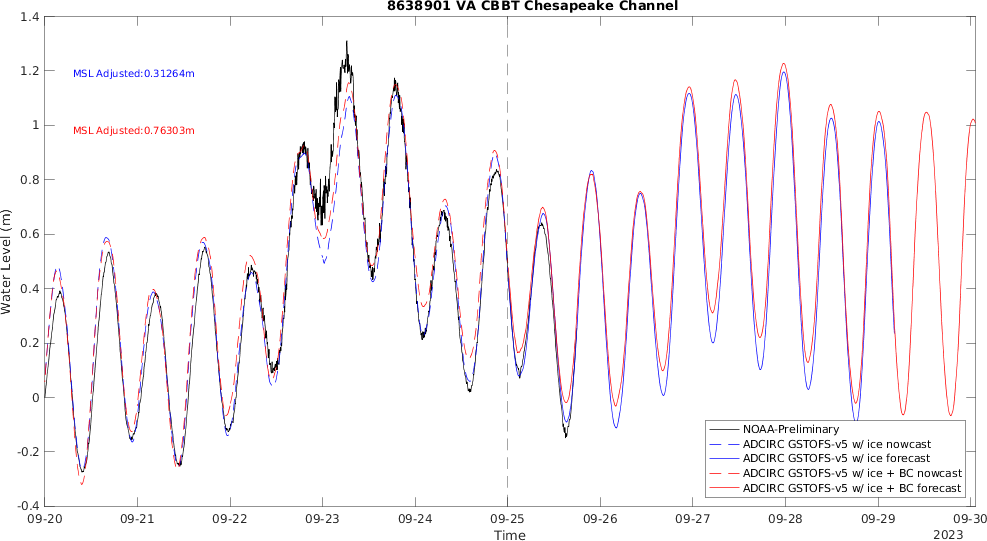 8638901 VA CBBT Chesapeake Channel
1.4
1.2
1
0.8
0.6
0.4
0.2
0
-0.2
-0.4
Water Level (m)
MSL Adjusted:0.31264m
MSL Adjusted:0.76303m
NOAA-Preliminary
ADCIRC GSTOFS-v5 w/ ice nowcast
ADCIRC GSTOFS-v5 w/ ice forecast
ADCIRC GSTOFS-v5 w/ ice + BC nowcast
ADCIRC GSTOFS-v5 w/ ice + BC forecast
09-20 09-21 09-22 09-23 09-24 09-25 09-26 09-27 09-28 09-29 09-30
Time
2023